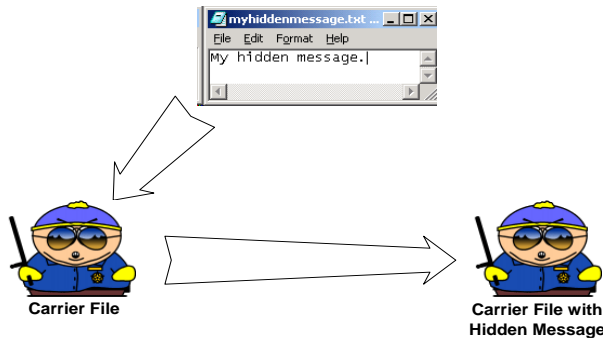 myhiddenmessage.txt ...
File Edit Format Help
My hidden message.
Carrier File
Carrier File with
Hidden Message